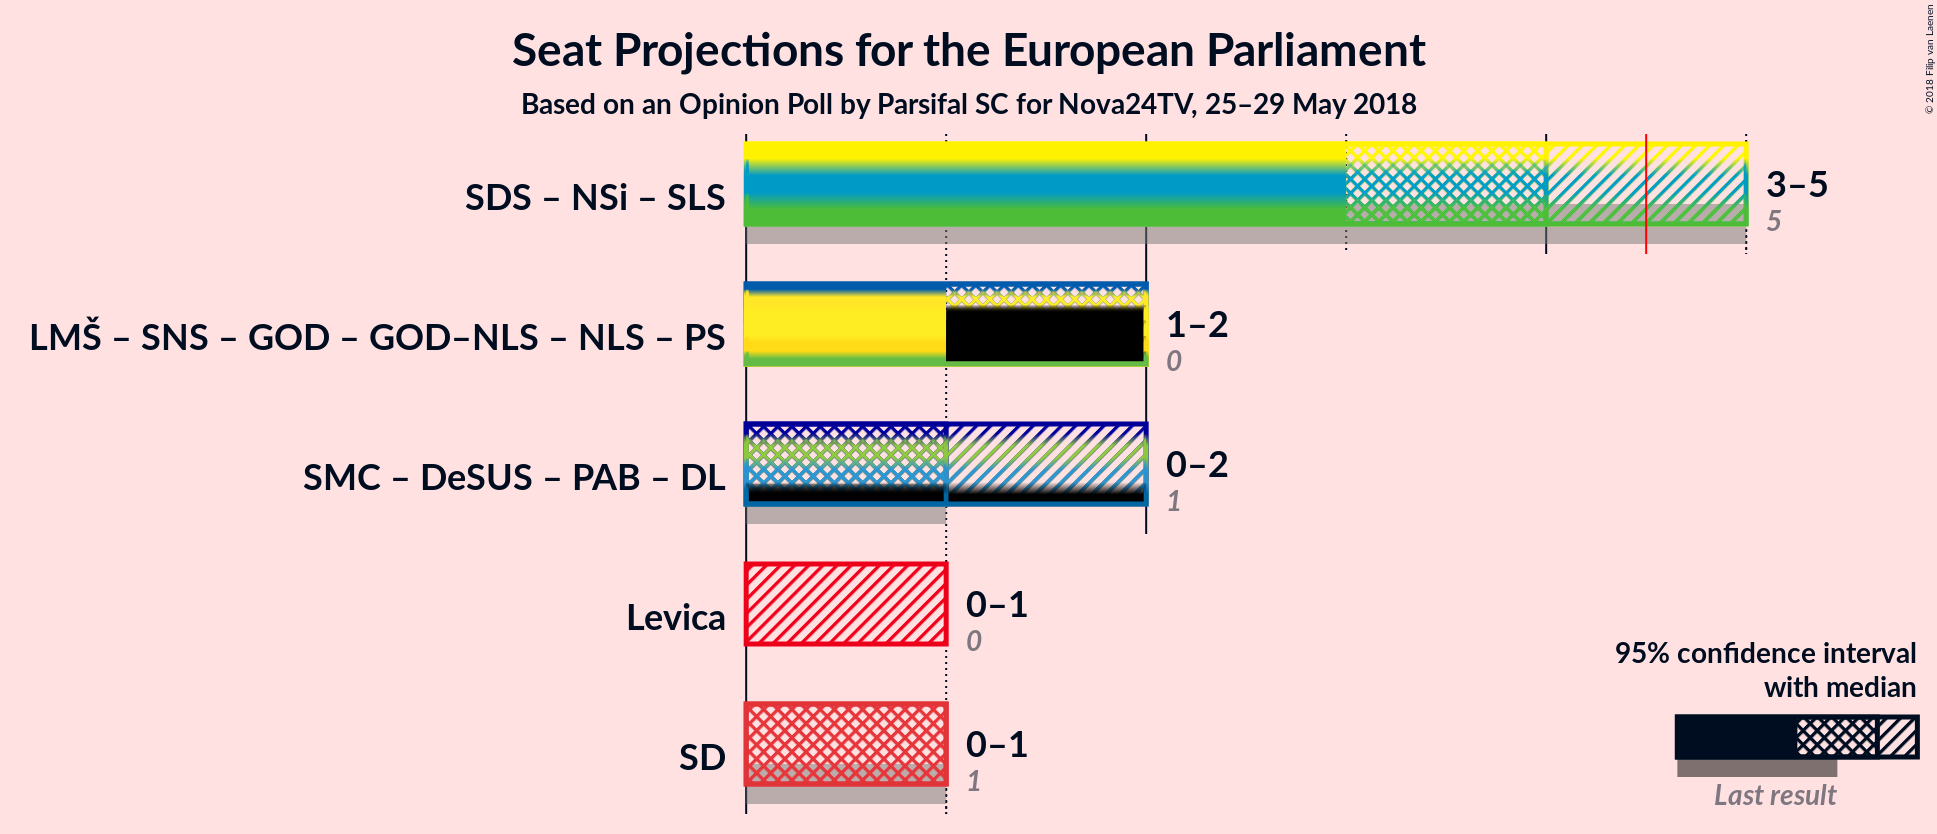 Seat Projections for the European Parliament
Based on an Opinion Poll by Parsifal SC for Nova24TV, 25–29 May 2018
© 2018 Filip van Laenen
SDS – NSi – SLS
3–5
5
LMŠ – SNS – GOD – GOD–NLS – NLS – PS
1–2
0
SMC – DeSUS – PAB – DL
0–2
1
Levica
0–1
0
SD
0–1
1
95% confidence interval
with median
Last result